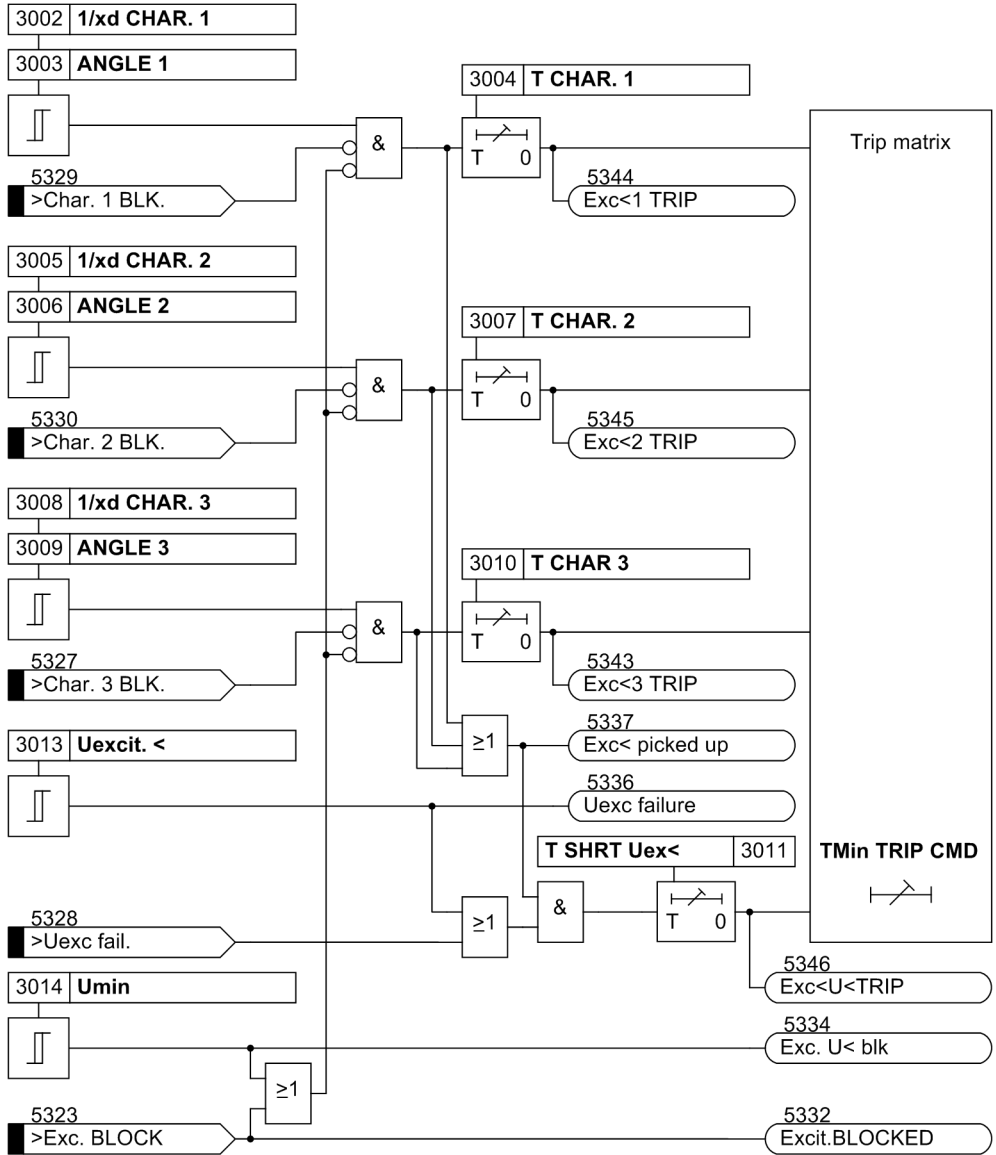 3002 1/xd CHAR. 1
3003 ANGLE 1
3004 T CHAR. 1
&
T 0
Trip matrix
5329
>Char. 1 BLK.
5344
Exc<1 TRIP
3005 1/xd CHAR. 2
3006 ANGLE 2
3007 T CHAR. 2
&
T 0
5330
>Char. 2 BLK.
5345
Exc<2 TRIP
3008 1/xd CHAR. 3
3009 ANGLE 3
3010 T CHAR 3
&
T 0
5327
>Char. 3 BLK.
5343
Exc<3 TRIP
3013 Uexcit. <
≥1
5337
Exc< picked up
5336
Uexc failure
T SHRT Uex< 3011
TMin TRIP CMD
5328
>Uexc fail.
≥1
&
T 0
3014 Umin
5346
Exc<U<TRIP
5334
Exc. U< blk
≥1
5323
>Exc. BLOCK
5332
Excit.BLOCKED